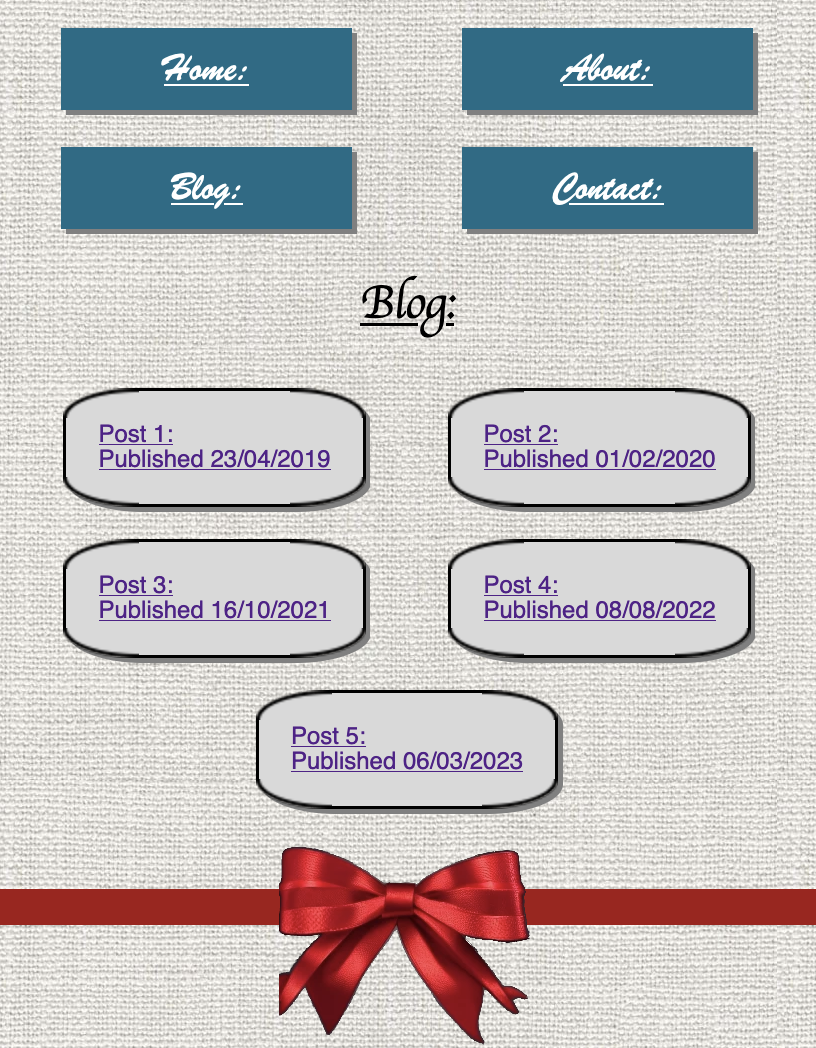 Home:
About:
Blog:
Contact:
Blog:
Post 1:
Published 23/04/2019
Post 2:
Published 01/02/2020
Post 3:
Published 16/10/2021
Post 4:
Published 08/08/2022
Post 5:
Published 06/03/2023